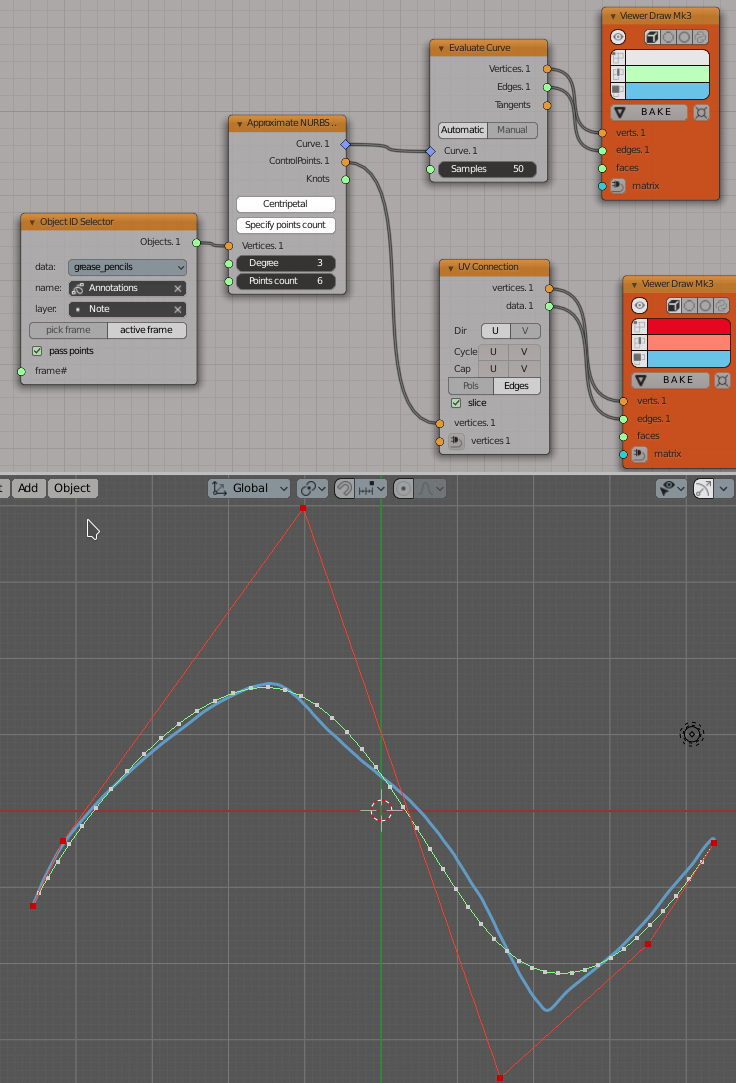 Viewer Draw Mk3
BAKE
verts. 1
edges. 1
faces
matrix
Evaluate Curve
Vertices. 1
Edges. 1
Tangents
Automatic Manual
Curve. 1
Samples 50
Approximate NURBS..
Curve. 1
ControlPoints. 1
Knots
Centripetal
Specify points count
Vertices. 1
Degree 3
Points count 6
Object ID Selector
Objects. 1
data: grease_pencils
name: Annotations
layer: Note
pick frame active frame
pass points
frame#
UV Connection
vertices. 1
data. 1
Dir U V
Cycle U V
Cap U V
Pols Edges
slice
vertices. 1
vertices 1
Viewer Draw Mk3
BAKE
verts. 1
edges. 1
faces
matrix
Add Object Global